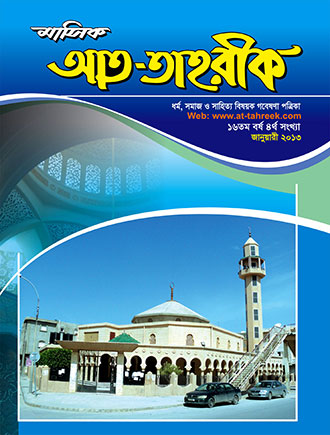 মাসিক
আত-তাহরীক
ধর্ম, সমাজ ও সাহিত্য বিষয়ক গবেষণা পত্রিকা
Web: www.at-tahreek.com
১৬তম বর্ষ ৪র্থ সংখ্যা
জানুয়ারী ২০১৩